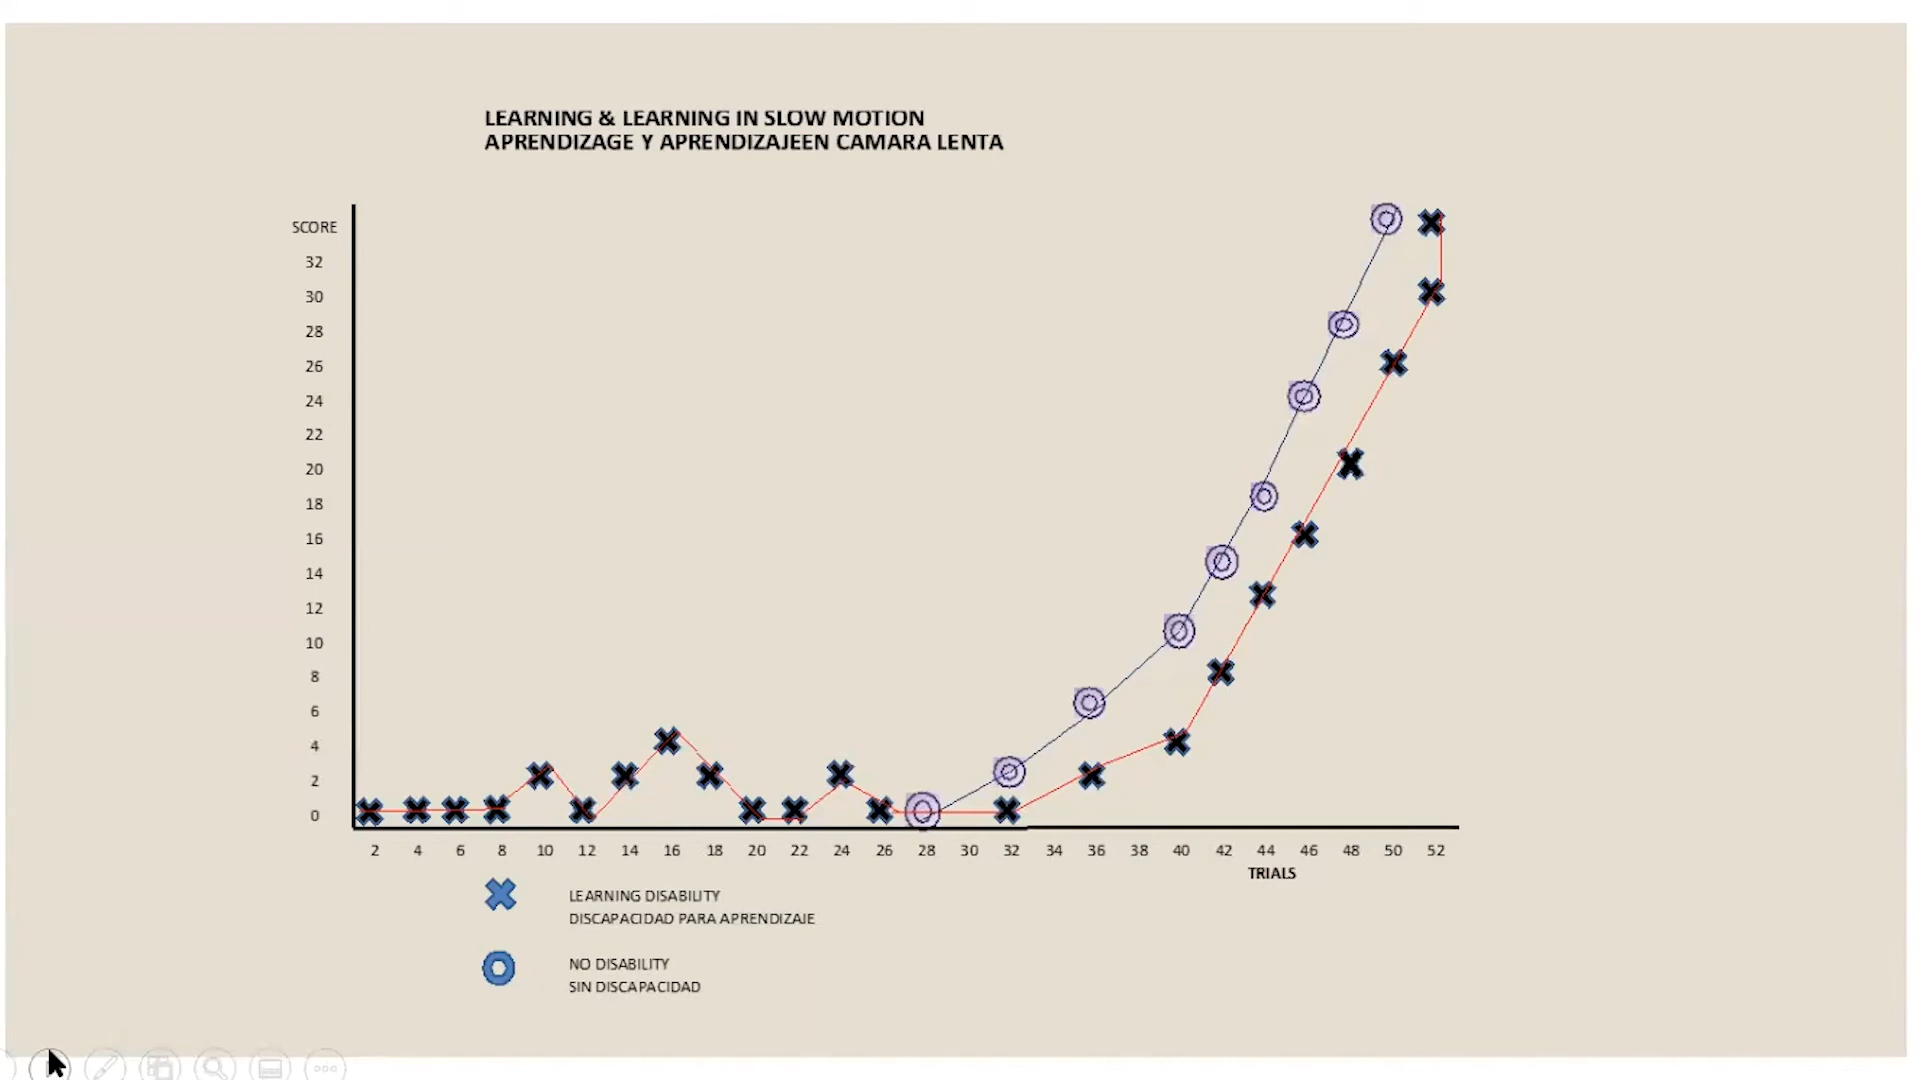 LEARNING & LEARNING IN SLOW MOTION
APRENDIZAGE Y APRENDIZAJEEN CAMARA LENTA
SCORE
32
30
28
26
24
22
20
18
16
14
12
10
8
6
4
2
0
2 4 6 8 10 12 14 16 18 20 22 24 26 28 30 32 34 36 38 40 42 44 46 48 50 52
TRIALS
LEARNING DISABILITY
DISCAPACIDAD PARA APRENDIZAJE
NO DISABILITY
SIN DISCAPACIDAD